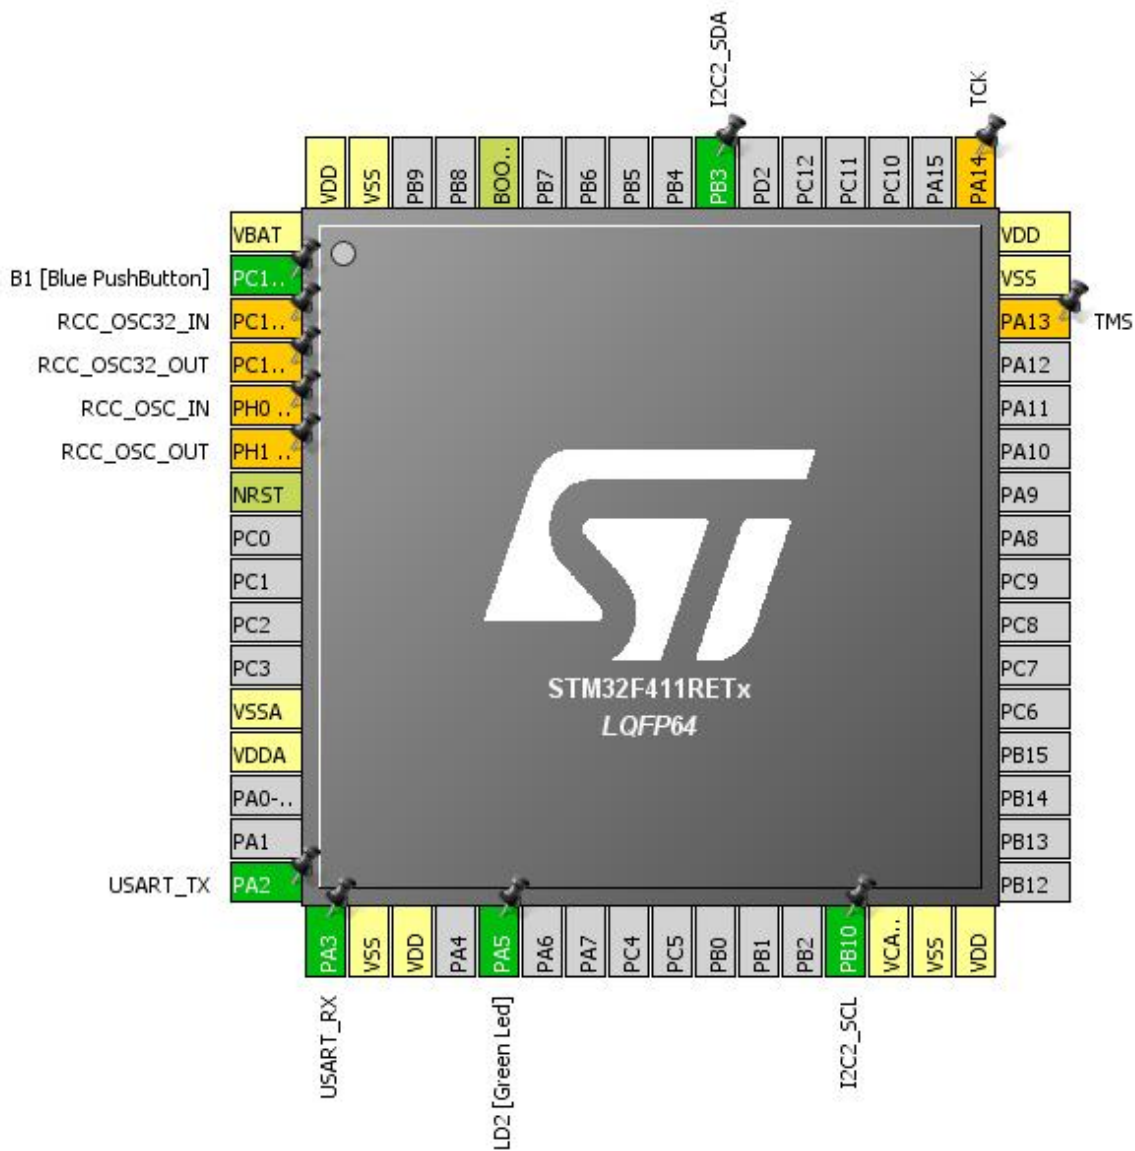 I2C2_SDA
TCK
VDD
VSS
PB9
PB8
BOO..
PB7
PB6
PB5
PB4
PB3
PD2
PC12
PC11
PC10
PA15
PA14
VBAT
B1 [Blue PushButton]
PC1..
RCC_OSC32_IN
PC1..
RCC_OSC32_OUT
PC1..
RCC_OSC_IN
PH0 ..
RCC_OSC_OUT
PH1 ..
NRST
PC0
PC1
PC2
PC3
VSSA
VDDA
PA0-..
PA1
USART_TX
PA2
VDD
VSS
PA13
TMS
PA12
PA11
PA10
PA9
PA8
PC9
PC8
PC7
PC6
PB15
PB14
PB13
PB12
ST
STM32F411RETx
LQFP64
PA3
VSS
VDD
PA4
PA5
PA6
PA7
PC4
PC5
PB0
PB1
PB2
PB10
VCA..
VSS
VDD
USART_RX
LD2 [Green Led]
I2C2_SCL